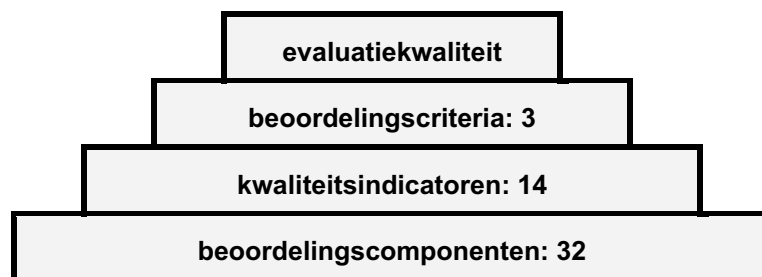 evaluatiekwaliteit
beoordelingscriteria: 3
kwaliteitsindicatoren: 14
beoordelingscomponenten: 32